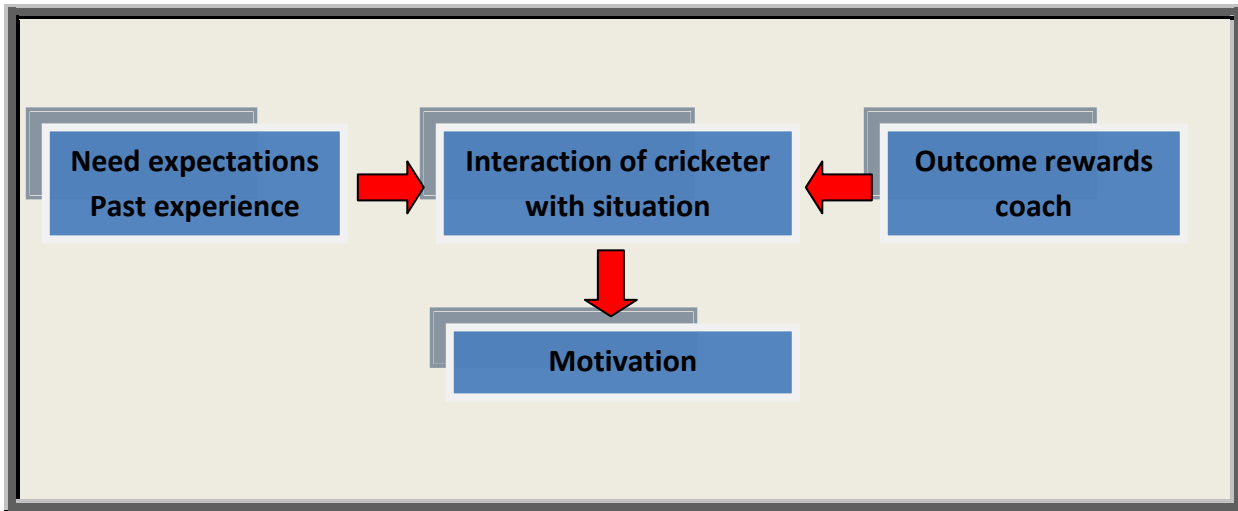 Need expectations
Past experience
Interaction of cricketer
with situation
Outcome rewards
coach
Motivation